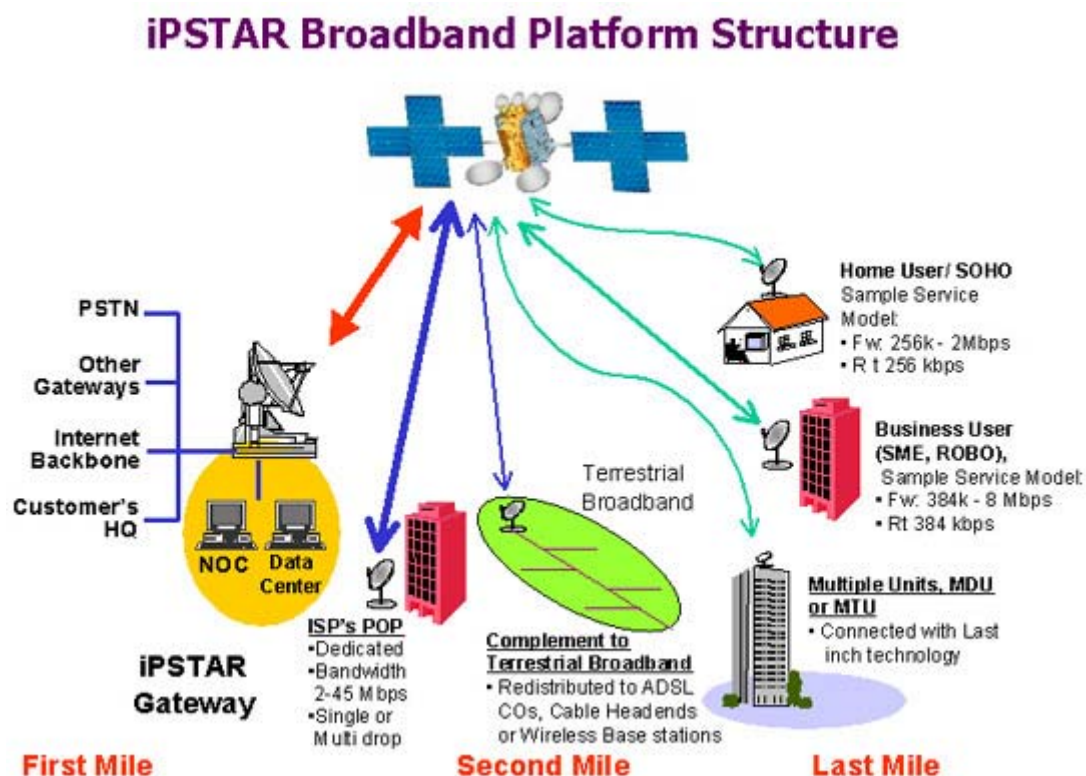 iPSTAR Broadband Platform Structure
PSTN
Other
Gateways
Internet
Backbone
Customer's
HQ
NOC
Data
Center
iPSTAR
Gateway
ISP's POP
▪Dedicated
▪Bandwidth
2-45 Mbps
▪Single or
Multi drop
Terrestrial
Broadband
Complement to
Terrestrial Broadband
▪ Redistributed to ADSL
COs, Cable Headends
or Wireless Base stations
Home User/ SOHO
Sample Service
Model:
▪ Fw: 256k - 2Mbps
▪ R t 256 kbps
Business User
(SME, ROBO),
Sample Service Model:
▪ Fw: 384k - 8 Mbps
▪ Rt 384 kbps
Multiple Units, MDU
or MTU
▪ Connected with Last
inch technology
First Mile
Second Mile
Last Mile